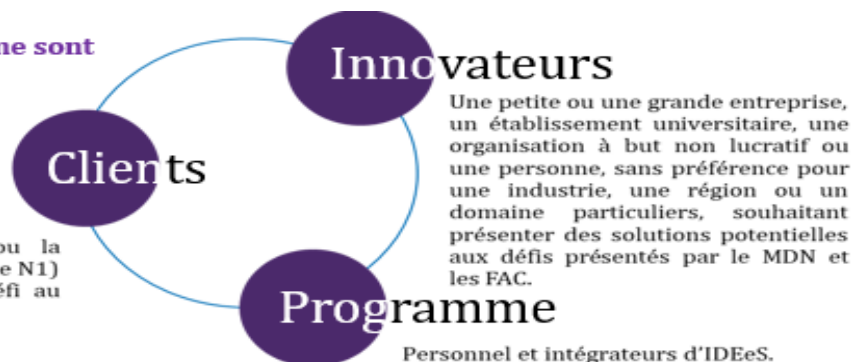 ne sont
Innovateurs
Une petite ou une grande entreprise,
un établissement universitaire, une
organisation à but non lucratif ou
une personne, sans préférence pour
une industrie, une région ou un
domaine particuliers, souhaitant
présenter des solutions potentielles
aux défis présentés par le MDN et
les FAC.
Clients
ou la
e N1)
éfi au
Programme
Personnel et intégrateurs d'IDEeS.